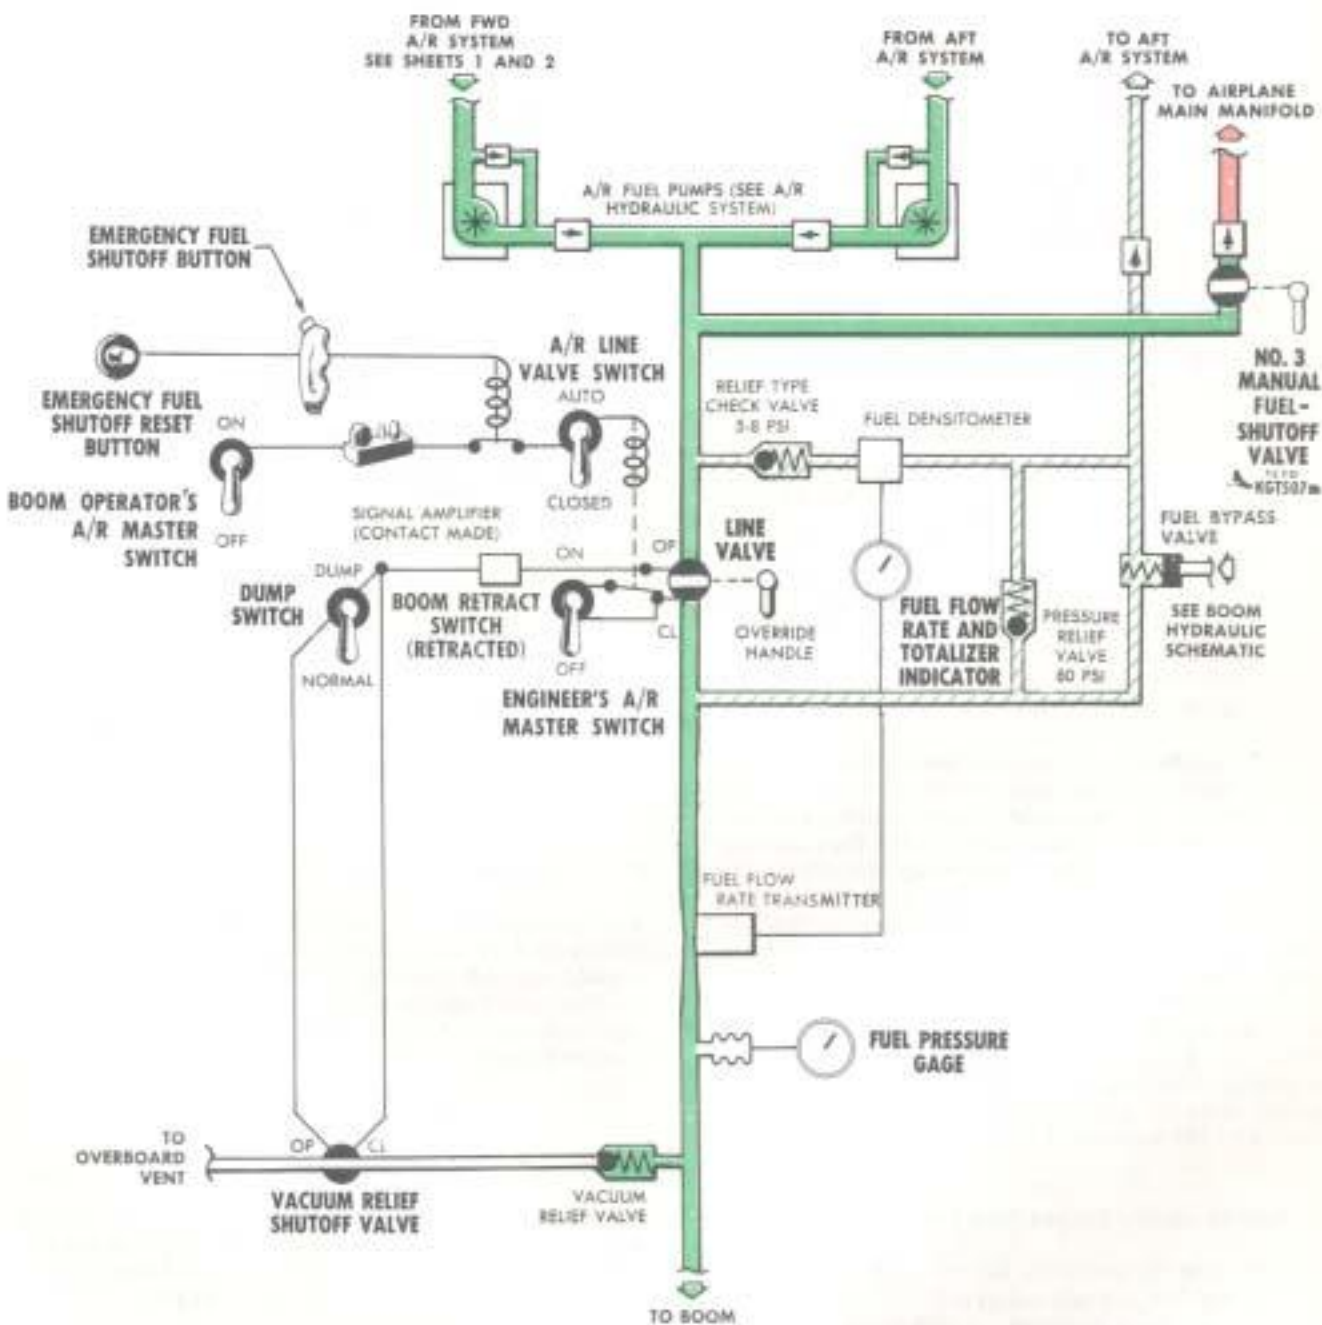 FROM FWD
A/R SYSTEM
SEE SHEETS 1 AND 2
FROM AFT
A/R SYSTEM
TO AFT
A/R SYSTEM
TO AIRPLANE
MAIN MANIFOLD
A/R FUEL PUMPS (SEE A/R
HYDRAULIC SYSTEM)
EMERGENCY FUEL
SHUTOFF BUTTON
A/R LINE
VALVE SWITCH
AUTO
CLOSED
EMERGENCY FUEL
SHUTOFF RESET
BUTTON
ON
OFF
BOOM OPERATOR'S
A/R MASTER
SWITCH
RELIEF TYPE
CHECK VALVE
5-8 PSI
FUEL DENSITOMETER
NO. 3
MANUAL
FUEL-
SHUTOFF
VALVE
KGT507m
SIGNAL AMPLIFIER
(CONTACT MADE)
ON
OP
CL
LINE
VALVE
FUEL BYPASS
VALVE
DUMP
DUMP
SWITCH
NORMAL
BOOM RETRACT
SWITCH
(RETRACTED)
OFF
ENGINEER'S A/R
MASTER SWITCH
OVERRIDE
HANDLE
FUEL FLOW
RATE AND
TOTALIZER
INDICATOR
PRESSURE
RELIEF
VALVE
80 PSI
SEE BOOM
HYDRAULIC
SCHEMATIC
FUEL FLOW
RATE TRANSMITTER
FUEL PRESSURE
GAGE
TO
OVERBOARD
VENT
OP
CL
VACUUM RELIEF
SHUTOFF VALVE
VACUUM
RELIEF VALVE
TO BOOM